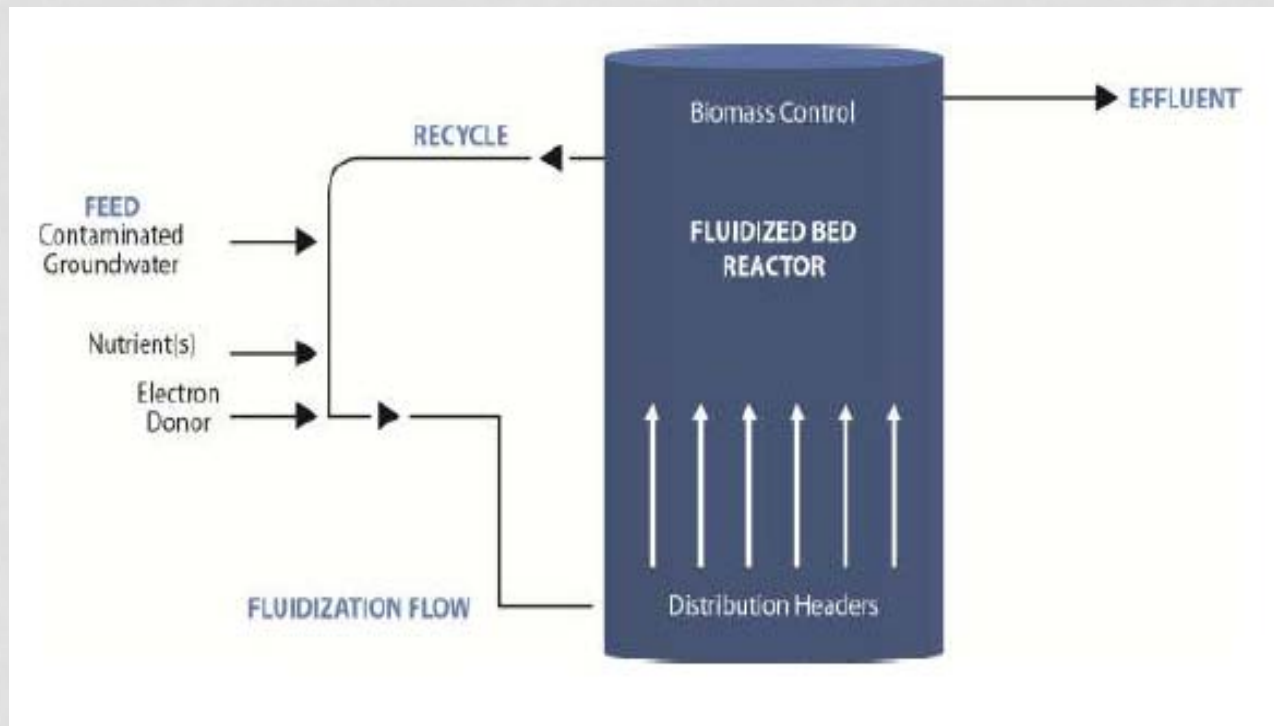 Biomass Control
EFFLUENT
RECYCLE
FEED
Contaminated
Groundwater
FLUIDIZED BED
REACTOR
Nutrient(s)
Electron
Donor
FLUIDIZATION FLOW
Distribution Headers